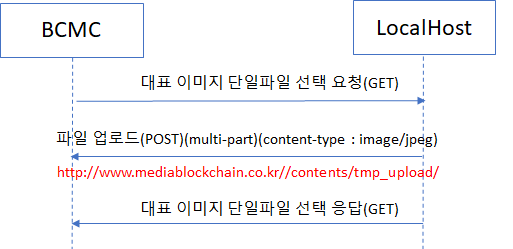 BCMC
LocalHost
대표 이미지 단일파일 선택 요청(GET)
파일 업로드(POST)(multi-part)(content-type : image/jpeg)
http://www.mediablockchain.co.kr//contents/tmp_upload/
대표 이미지 단일파일 선택 응답(GET)